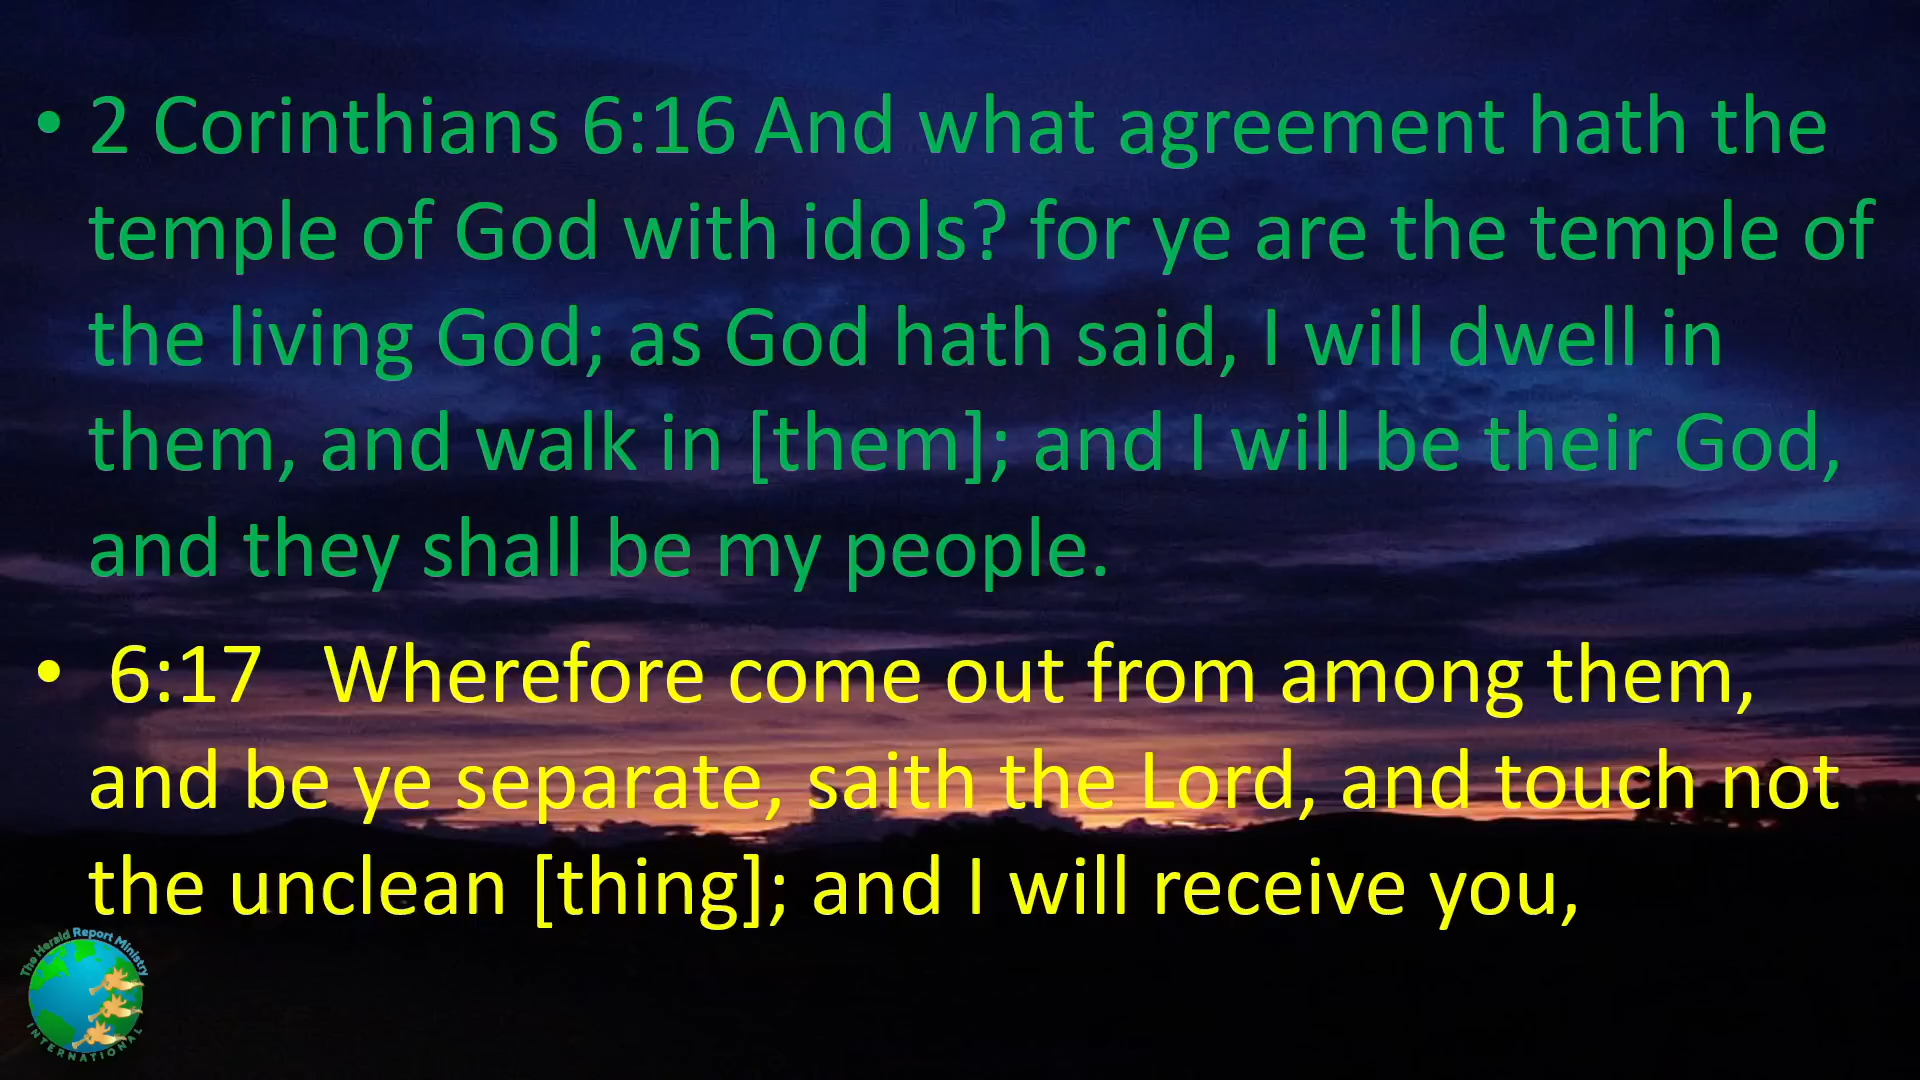 • 2 Corinthians 6:16 And what agreement hath the
temple of God with idols? for ye are the temple of
the living God; as God hath said, I will dwell in
them, and walk in [them]; and I will be their God,
and they shall be my people.
• 6:17 Wherefore come out from among them,
and be ye separate, saith the Lord, and touch not
the unclean [thing]; and I will receive you,
The Herald Report Ministry
INTERNATIONAL